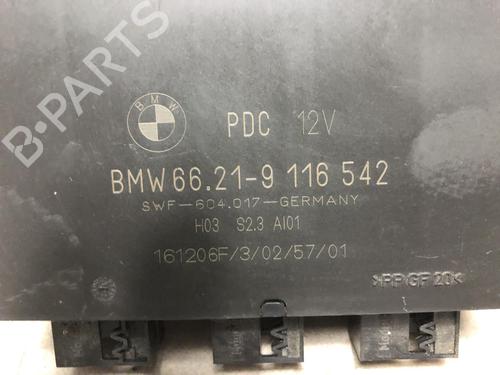 B-PARTS
BMW
PDC 12V
BMW 66.21-9 116 542
SWF-604.017-GERMANY
H03 S2.3 AI01
161206F/3/02/57/01
>PP GF 20<